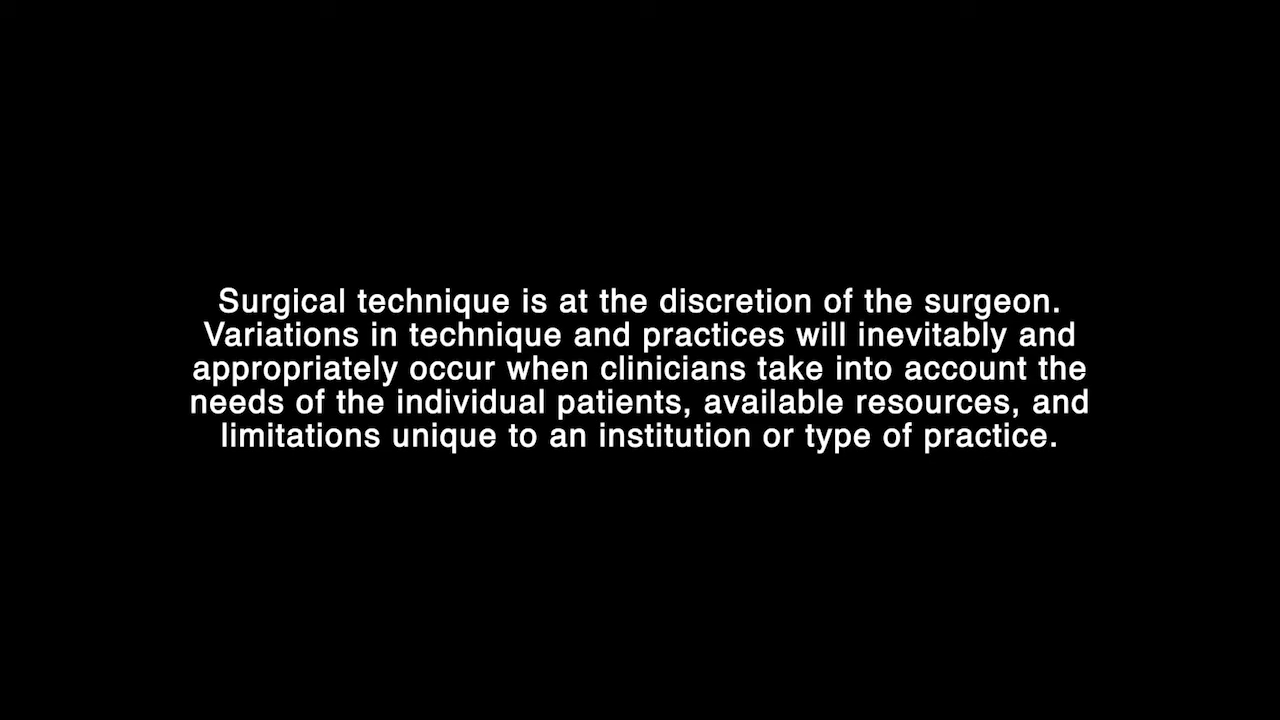 Surgical technique is at the discretion of the surgeon.
Variations in technique and practices will inevitably and
appropriately occur when clinicians take into account the
needs of the individual patients, available resources, and
limitations unique to an institution or type of practice.